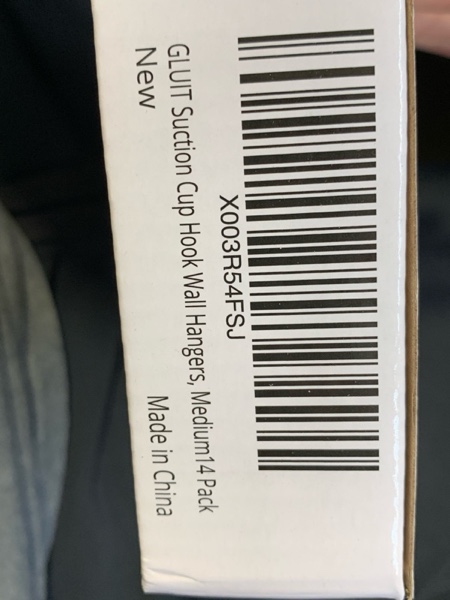 X003R54FSJ
GLUIT Suction Cup Hook Wall Hangers, Medium14 Pack
New Made in China